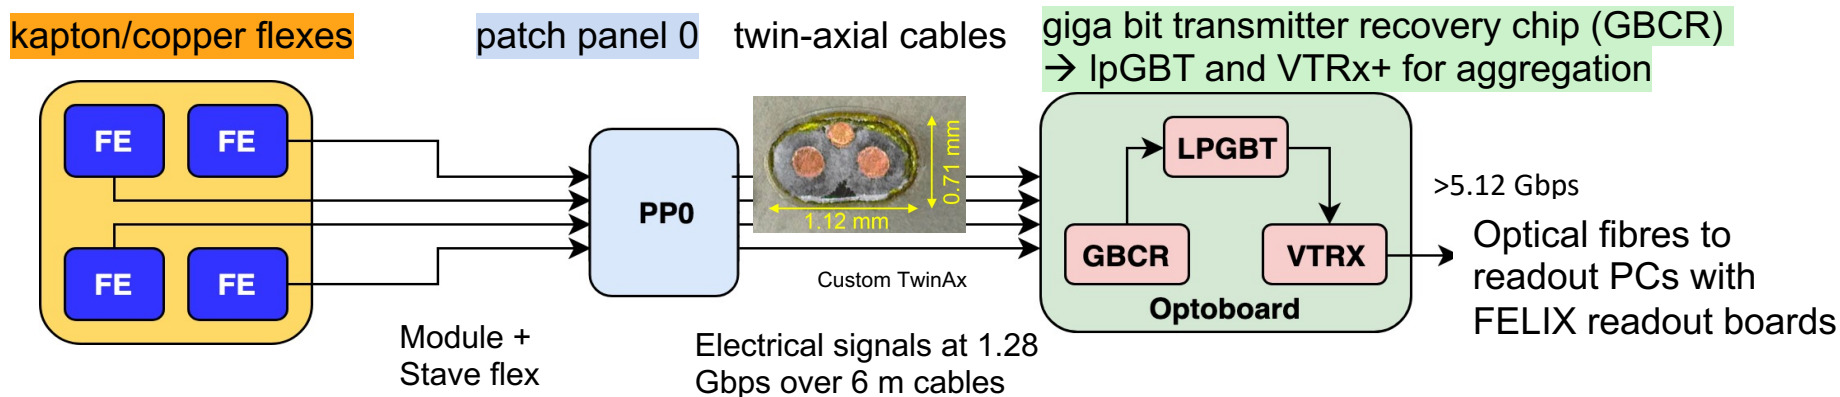 kapton/copper flexes
patch panel 0
twin-axial cables
giga bit transmitter recovery chip (GBCR)
→ lpGBT and VTRx+ for aggregation
FE
FE
FE
FE
Module +
Stave flex
PP0
0.71 mm
1.12 mm
Custom TwinAx
Electrical signals at 1.28
Gbps over 6 m cables
LPGBT
GBCR
VTRX
Optoboard
>5.12 Gbps
Optical fibres to
readout PCs with
FELIX readout boards